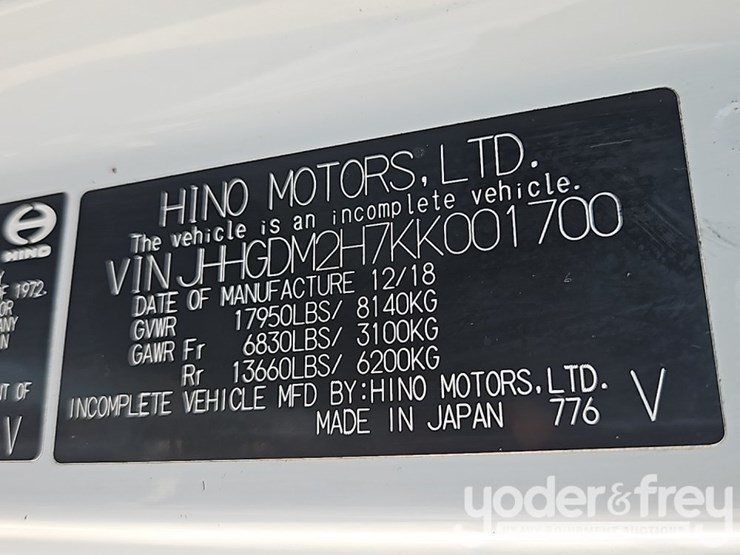 HINO MOTORS, LTD.
The vehicle is an incomplete vehicle.
VIN JHHGDM2H7KK001700
DATE OF MANUFACTURE 12/18
GVWR 17950LBS/ 8140KG
GAWR Fr 6830LBS/ 3100KG
Rr 13660LBS/ 6200KG
INCOMPLETE VEHICLE MFD BY:HINO MOTORS,LTD.
MADE IN JAPAN 776 V
HINO
1972.
OF
V
yoder&frey